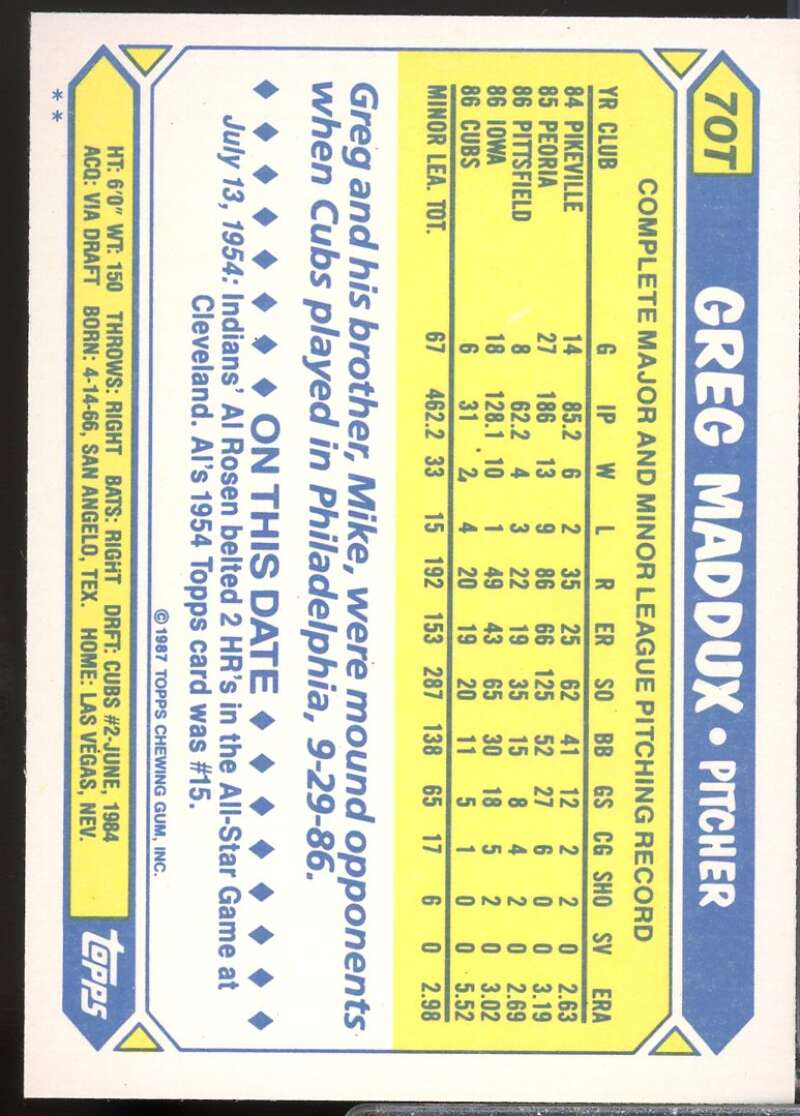 70T GREG MADDUX • PITCHER
COMPLETE MAJOR AND MINOR LEAGUE PITCHING RECORD
YR CLUB G IP W L R ER SO BB GS CG SHO SV ERA
84 PIKEVILLE 14 85.2 6 2 35 25 62 41 12 2 2 0 2.63
85 PEORIA 27 186 13 9 86 66 125 52 27 6 0 0 3.19
86 PITTSFIELD 8 62.2 4 3 22 19 35 15 8 4 2 0 2.69
86 IOWA 18 128.1 10 1 49 43 65 30 18 5 2 0 3.02
86 CUBS 6 31 2 4 20 19 20 11 5 1 0 0 5.52
MINOR LEA. TOT. 67 462.2 33 15 192 153 287 138 65 17 6 0 2.98
Greg and his brother, Mike, were mound opponents
when Cubs played in Philadelphia, 9-29-86.
◆ ◆ ◆ ◆ ◆ ◆ ◆ ◆ ON THIS DATE ◆ ◆ ◆ ◆ ◆ ◆ ◆ ◆
July 13, 1954: Indians' Al Rosen belted 2 HR's in the All-Star Game at
Cleveland. Al's 1954 Topps card was #15.
© 1987 TOPPS CHEWING GUM, INC.
HT: 6'0" WT: 150 THROWS: RIGHT BATS: RIGHT DRFT: CUBS #2-JUNE, 1984
ACQ: VIA DRAFT BORN: 4-14-66, SAN ANGELO, TEX. HOME: LAS VEGAS, NEV.
topps
* *